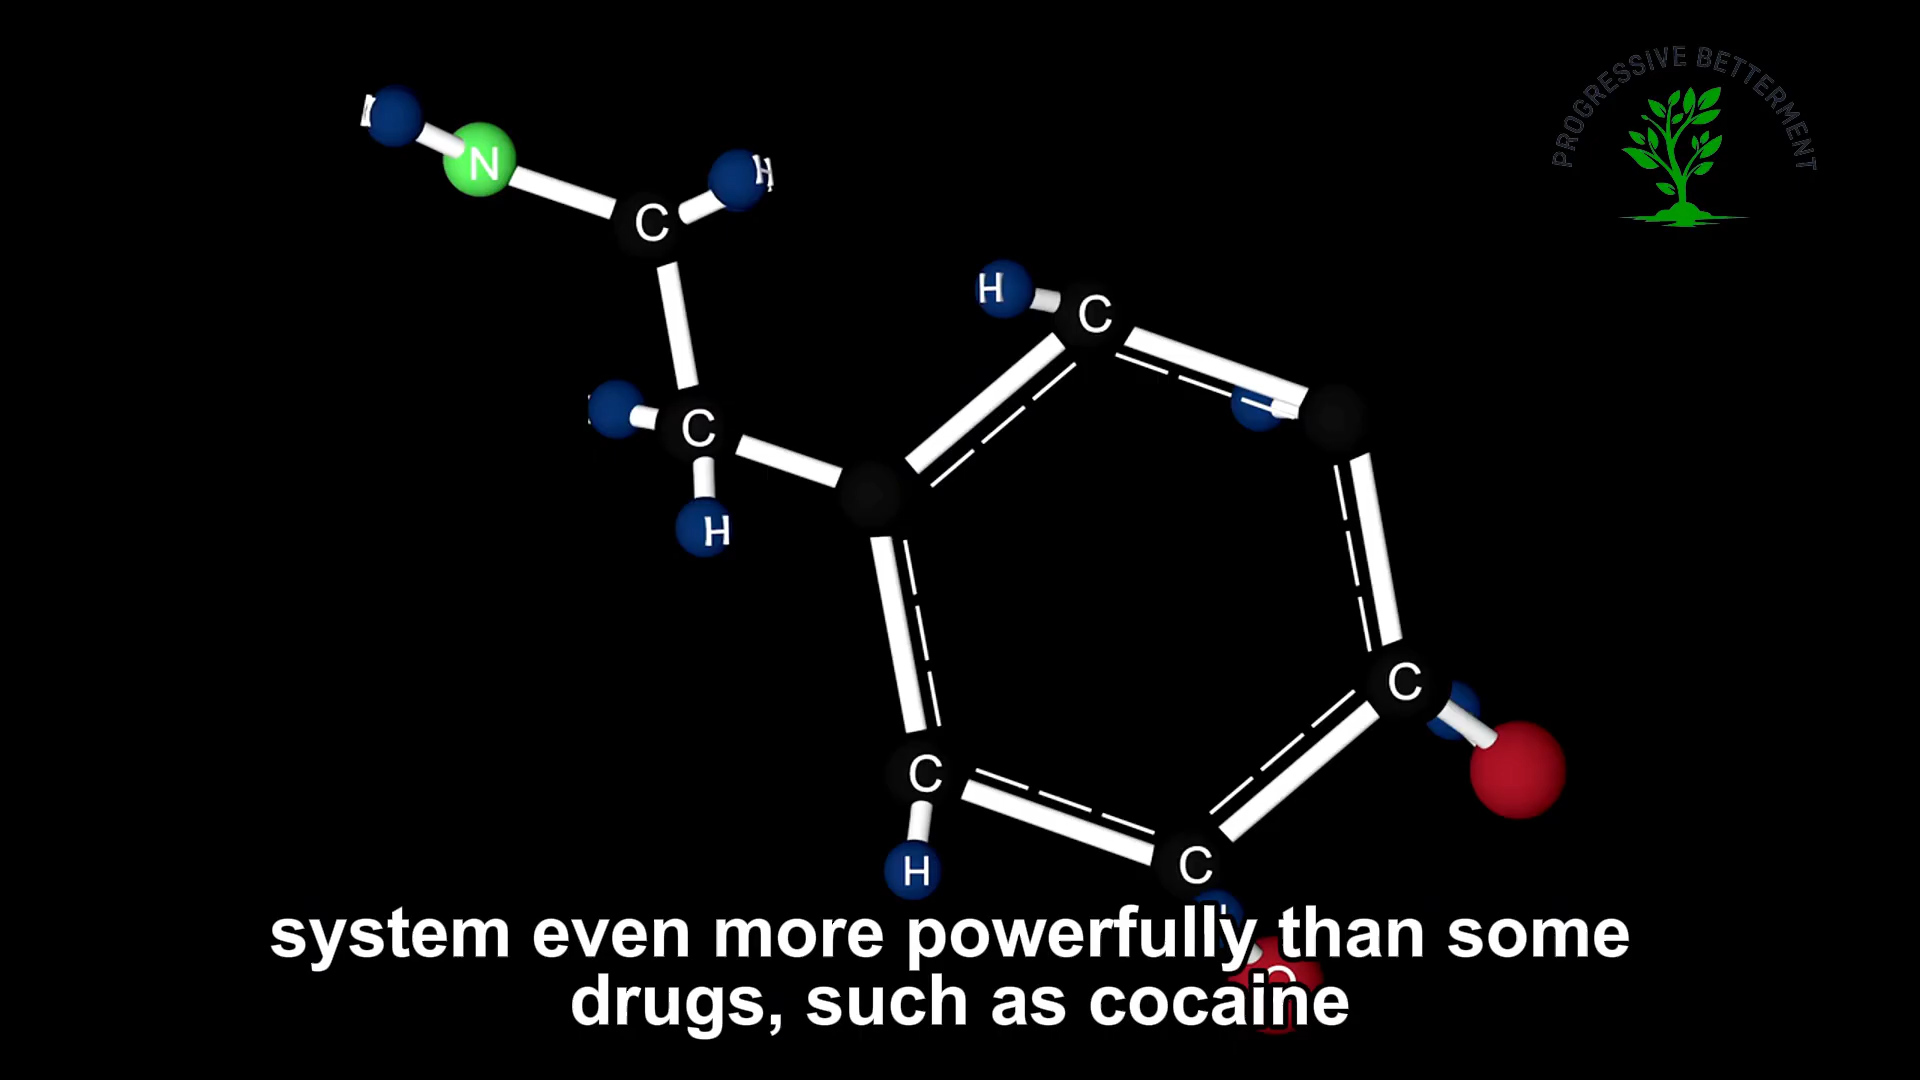 PROGRESSIVE BETTERMENT
N
C
H
H
C
C
H
C
C
H
C
system even more powerfully than some
drugs, such as cocaine